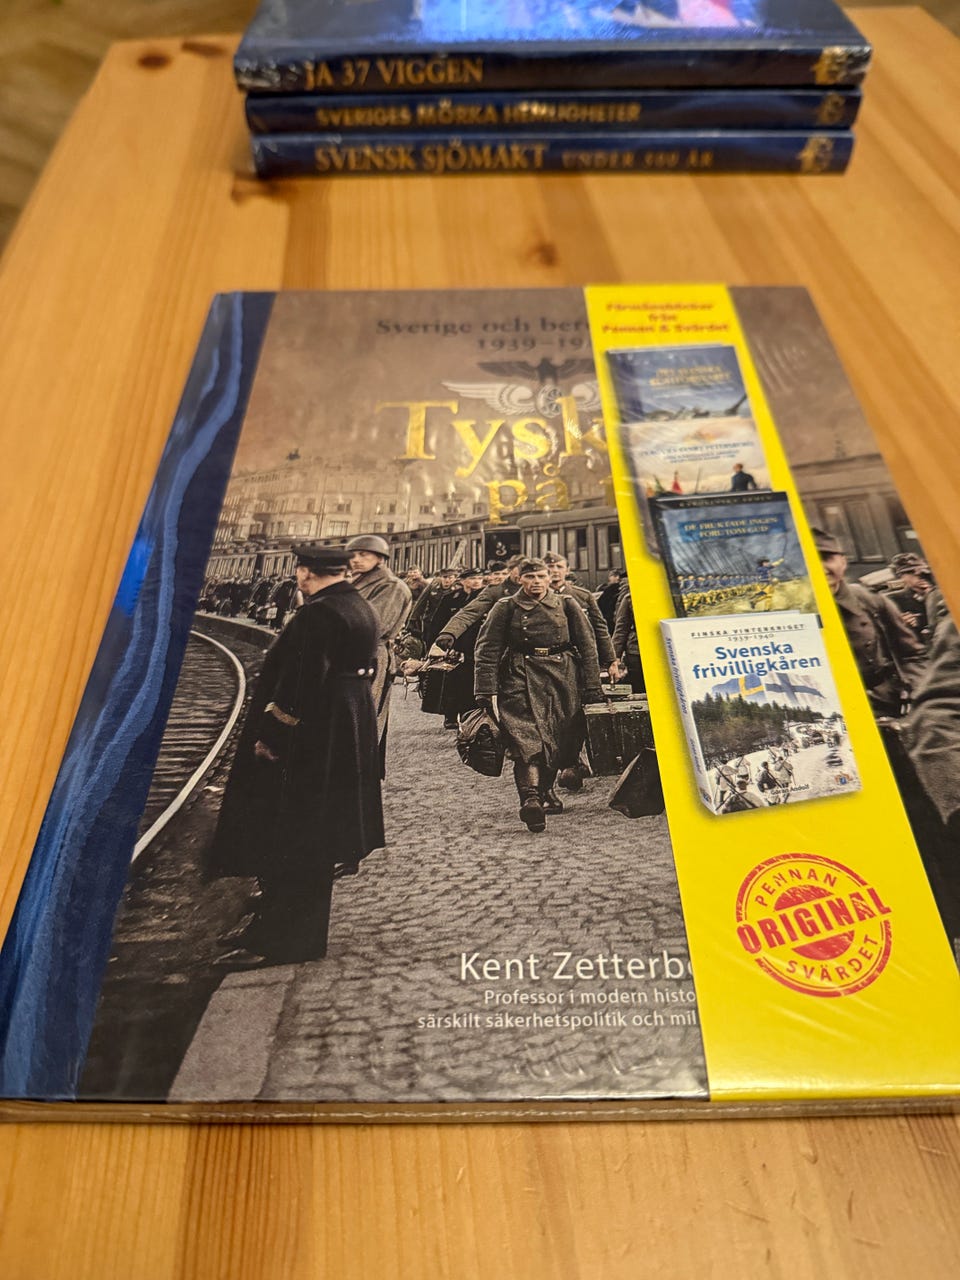 JA 37 VIGGEN
SVERIGES MÖRKA HEMLIGHETER
SVENSK SJÖMAKT UNDER 500 ÅR
Sverige och ber
1939–19
Tysk
på
Kent Zetterb
Professor i modern histo
särskilt säkerhetspolitik och mil
Förmånsböcker
från
Pennan & Svärdet
KAROLINSKA
DE FRUKTADE INGEN
FÖRUTOM GUD
FINSKA VINTERKRIGET
1939-1940
Svenska
frivilligkåren
PENNAN
ORIGINAL
SVÄRDET